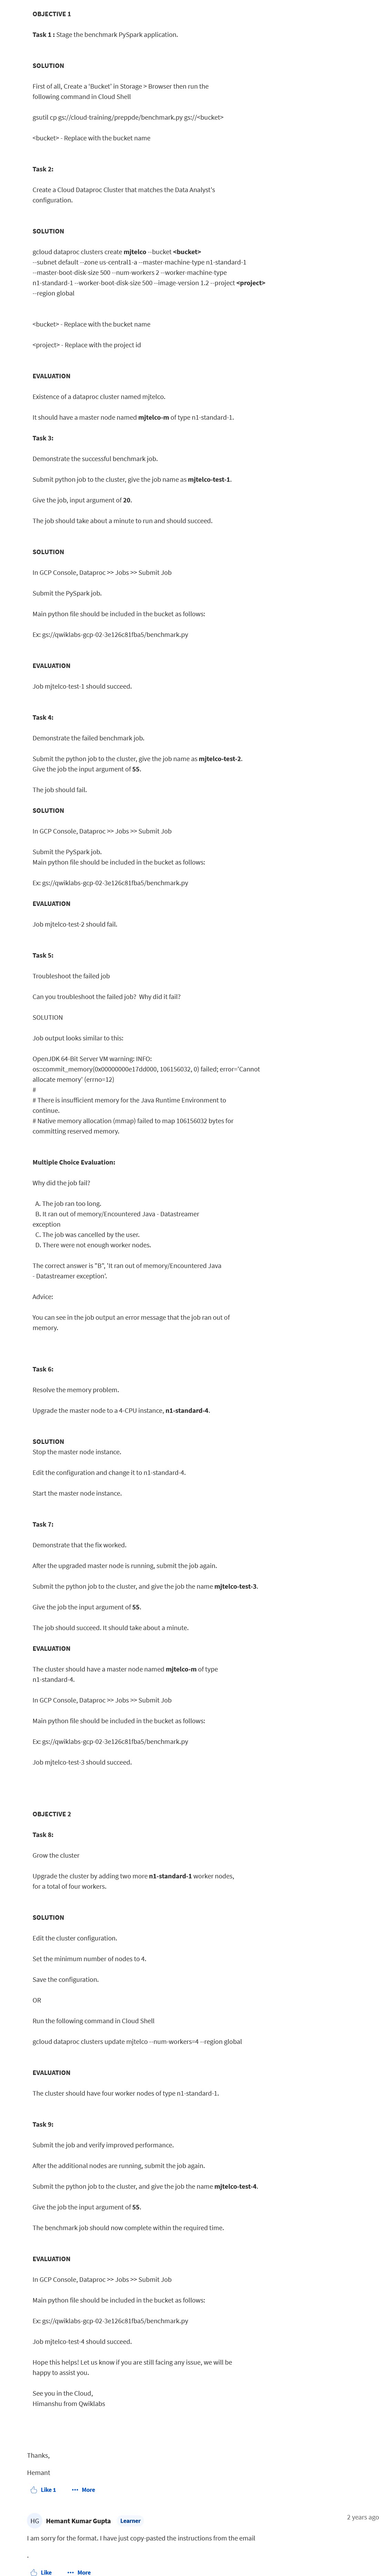 OBJECTIVE 1
Task 1 : Stage the benchmark PySpark application.
SOLUTION
First of all, Create a 'Bucket' in Storage > Browser then run the
following command in Cloud Shell
gsutil cp gs://cloud-training/preppde/benchmark.py gs://<bucket>
<bucket> - Replace with the bucket name
Task 2:
Create a Cloud Dataproc Cluster that matches the Data Analyst's
configuration.
SOLUTION
gcloud dataproc clusters create mjtelco --bucket <bucket>
--subnet default --zone us-central1-a --master-machine-type n1-standard-1
--master-boot-disk-size 500 --num-workers 2 --worker-machine-type
n1-standard-1 --worker-boot-disk-size 500 --image-version 1.2 --project <project>
--region global
<bucket> - Replace with the bucket name
<project> - Replace with the project id
EVALUATION
Existence of a dataproc cluster named mjtelco.
It should have a master node named mjtelco-m of type n1-standard-1.
Task 3:
Demonstrate the successful benchmark job.
Submit python job to the cluster, give the job name as mjtelco-test-1.
Give the job, input argument of 20.
The job should take about a minute to run and should succeed.
SOLUTION
In GCP Console, Dataproc >> Jobs >> Submit Job
Submit the PySpark job.
Main python file should be included in the bucket as follows:
Ex: gs://qwiklabs-gcp-02-3e126c81fba5/benchmark.py
EVALUATION
Job mjtelco-test-1 should succeed.
Task 4:
Demonstrate the failed benchmark job.
Submit the python job to the cluster, give the job name as mjtelco-test-2.
Give the job the input argument of 55.
The job should fail.
SOLUTION
In GCP Console, Dataproc >> Jobs >> Submit Job
Submit the PySpark job.
Main python file should be included in the bucket as follows:
Ex: gs://qwiklabs-gcp-02-3e126c81fba5/benchmark.py
EVALUATION
Job mjtelco-test-2 should fail.
Task 5:
Troubleshoot the failed job
Can you troubleshoot the failed job? Why did it fail?
SOLUTION
Job output looks similar to this:
OpenJDK 64-Bit Server VM warning: INFO:
os::commit_memory(0x00000000e17dd000, 106156032, 0) failed; error='Cannot
allocate memory' (errno=12)
#
# There is insufficient memory for the Java Runtime Environment to
continue.
# Native memory allocation (mmap) failed to map 106156032 bytes for
committing reserved memory.
Multiple Choice Evaluation:
Why did the job fail?
A. The job ran too long.
B. It ran out of memory/Encountered Java - Datastreamer
exception
C. The job was cancelled by the user.
D. There were not enough worker nodes.
The correct answer is "B", 'It ran out of memory/Encountered Java
- Datastreamer exception'.
Advice:
You can see in the job output an error message that the job ran out of
memory.
Task 6:
Resolve the memory problem.
Upgrade the master node to a 4-CPU instance, n1-standard-4.
SOLUTION
Stop the master node instance.
Edit the configuration and change it to n1-standard-4.
Start the master node instance.
Task 7:
Demonstrate that the fix worked.
After the upgraded master node is running, submit the job again.
Submit the python job to the cluster, and give the job the name mjtelco-test-3.
Give the job the input argument of 55.
The job should succeed. It should take about a minute.
EVALUATION
The cluster should have a master node named mjtelco-m of type
n1-standard-4.
In GCP Console, Dataproc >> Jobs >> Submit Job
Main python file should be included in the bucket as follows:
Ex: gs://qwiklabs-gcp-02-3e126c81fba5/benchmark.py
Job mjtelco-test-3 should succeed.
OBJECTIVE 2
Task 8:
Grow the cluster
Upgrade the cluster by adding two more n1-standard-1 worker nodes,
for a total of four workers.
SOLUTION
Edit the cluster configuration.
Set the minimum number of nodes to 4.
Save the configuration.
OR
Run the following command in Cloud Shell
gcloud dataproc clusters update mjtelco --num-workers=4 --region global
EVALUATION
The cluster should have four worker nodes of type n1-standard-1.
Task 9:
Submit the job and verify improved performance.
After the additional nodes are running, submit the job again.
Submit the python job to the cluster, and give the job the name mjtelco-test-4.
Give the job the input argument of 55.
The benchmark job should now complete within the required time.
EVALUATION
In GCP Console, Dataproc >> Jobs >> Submit Job
Main python file should be included in the bucket as follows:
Ex: gs://qwiklabs-gcp-02-3e126c81fba5/benchmark.py
Job mjtelco-test-4 should succeed.
Hope this helps! Let us know if you are still facing any issue, we will be
happy to assist you.
See you in the Cloud,
Himanshu from Qwiklabs
Thanks,
Hemant
Like 1 ••• More
HG Hemant Kumar Gupta Learner 2 years ago
I am sorry for the format. I have just copy-pasted the instructions from the email
.
Like ••• More